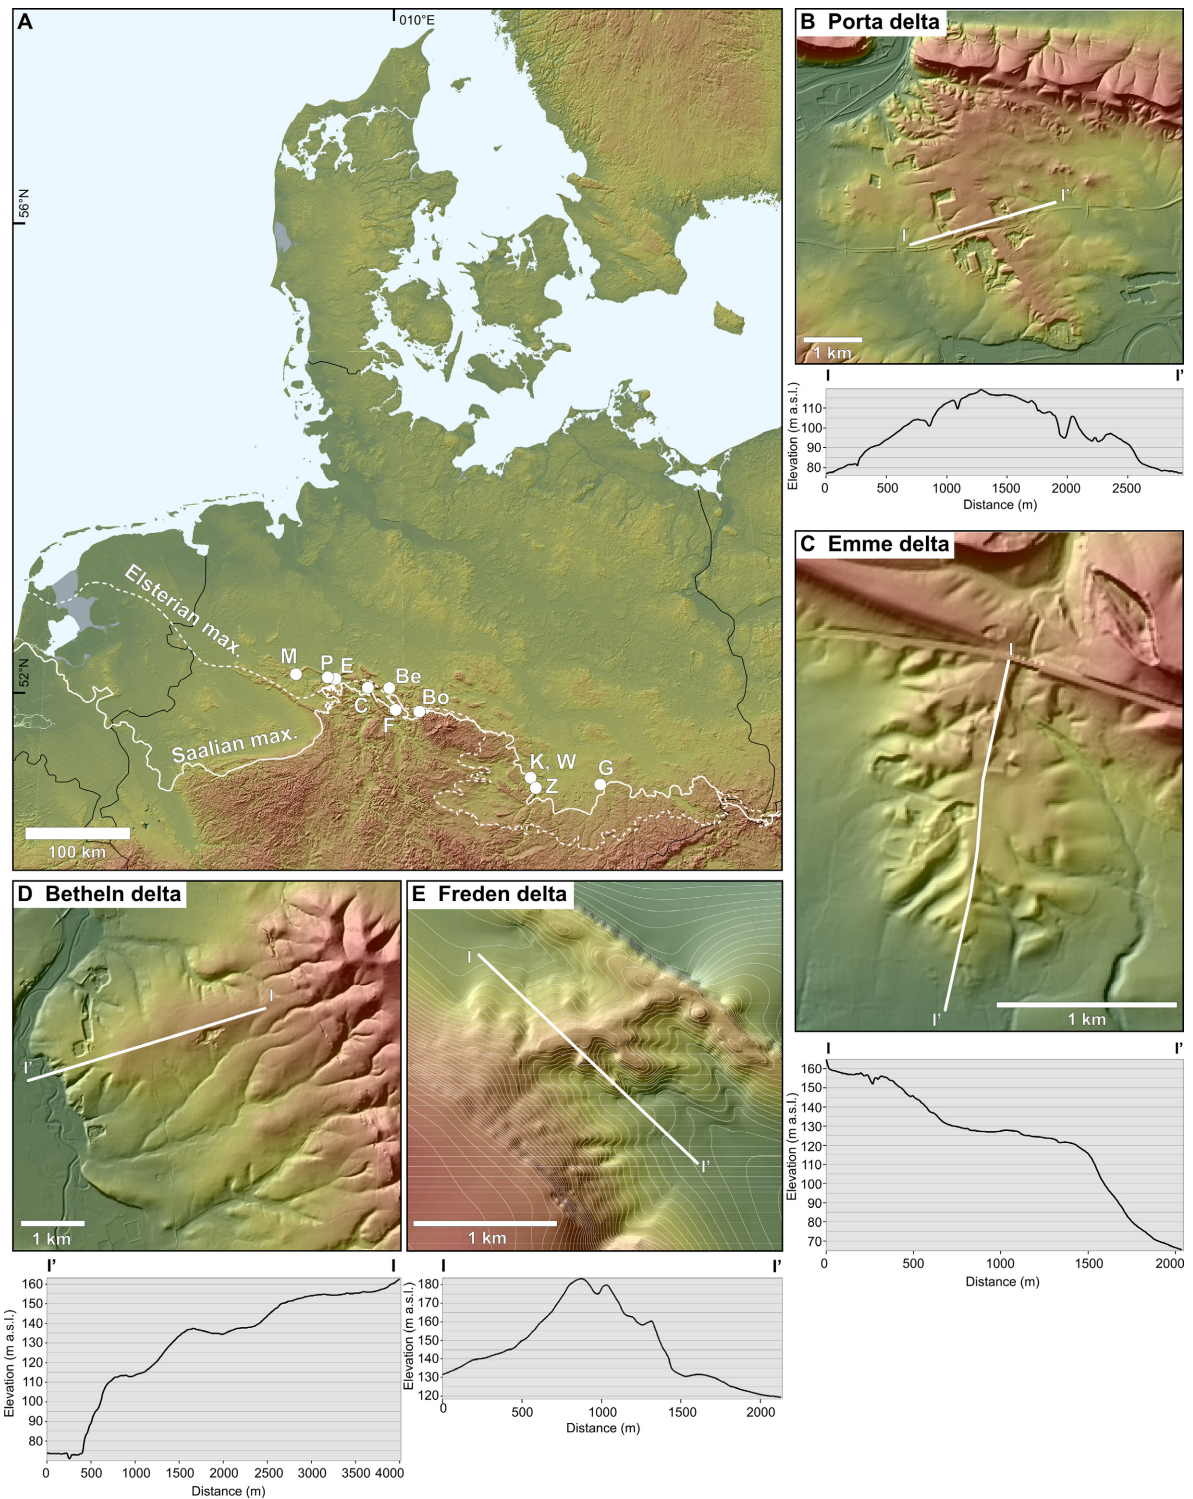 A
010°E
56°N
52°N
Elsterian max.
Saalian max.
M
P
E
C
Be
F
Bo
K, W
Z
G
100 km
B Porta delta
I
I'
1 km
I
I'
Elevation (m a.s.l.)
110
100
90
80
0
500
1000
1500
2000
2500
Distance (m)
C Emme delta
I
I'
1 km
I
I'
Elevation (m a.s.l.)
160
150
140
130
120
110
100
90
80
70
0
500
1000
1500
2000
Distance (m)
D Betheln delta
I
I'
1 km
I'
I
Elevation (m a.s.l.)
160
150
140
130
120
110
100
90
80
0
500
1000
1500
2000
2500
3000
3500
4000
Distance (m)
E Freden delta
I
I'
1 km
I
I'
Elevation (m a.s.l.)
180
170
160
150
140
130
120
0
500
1000
1500
2000
Distance (m)